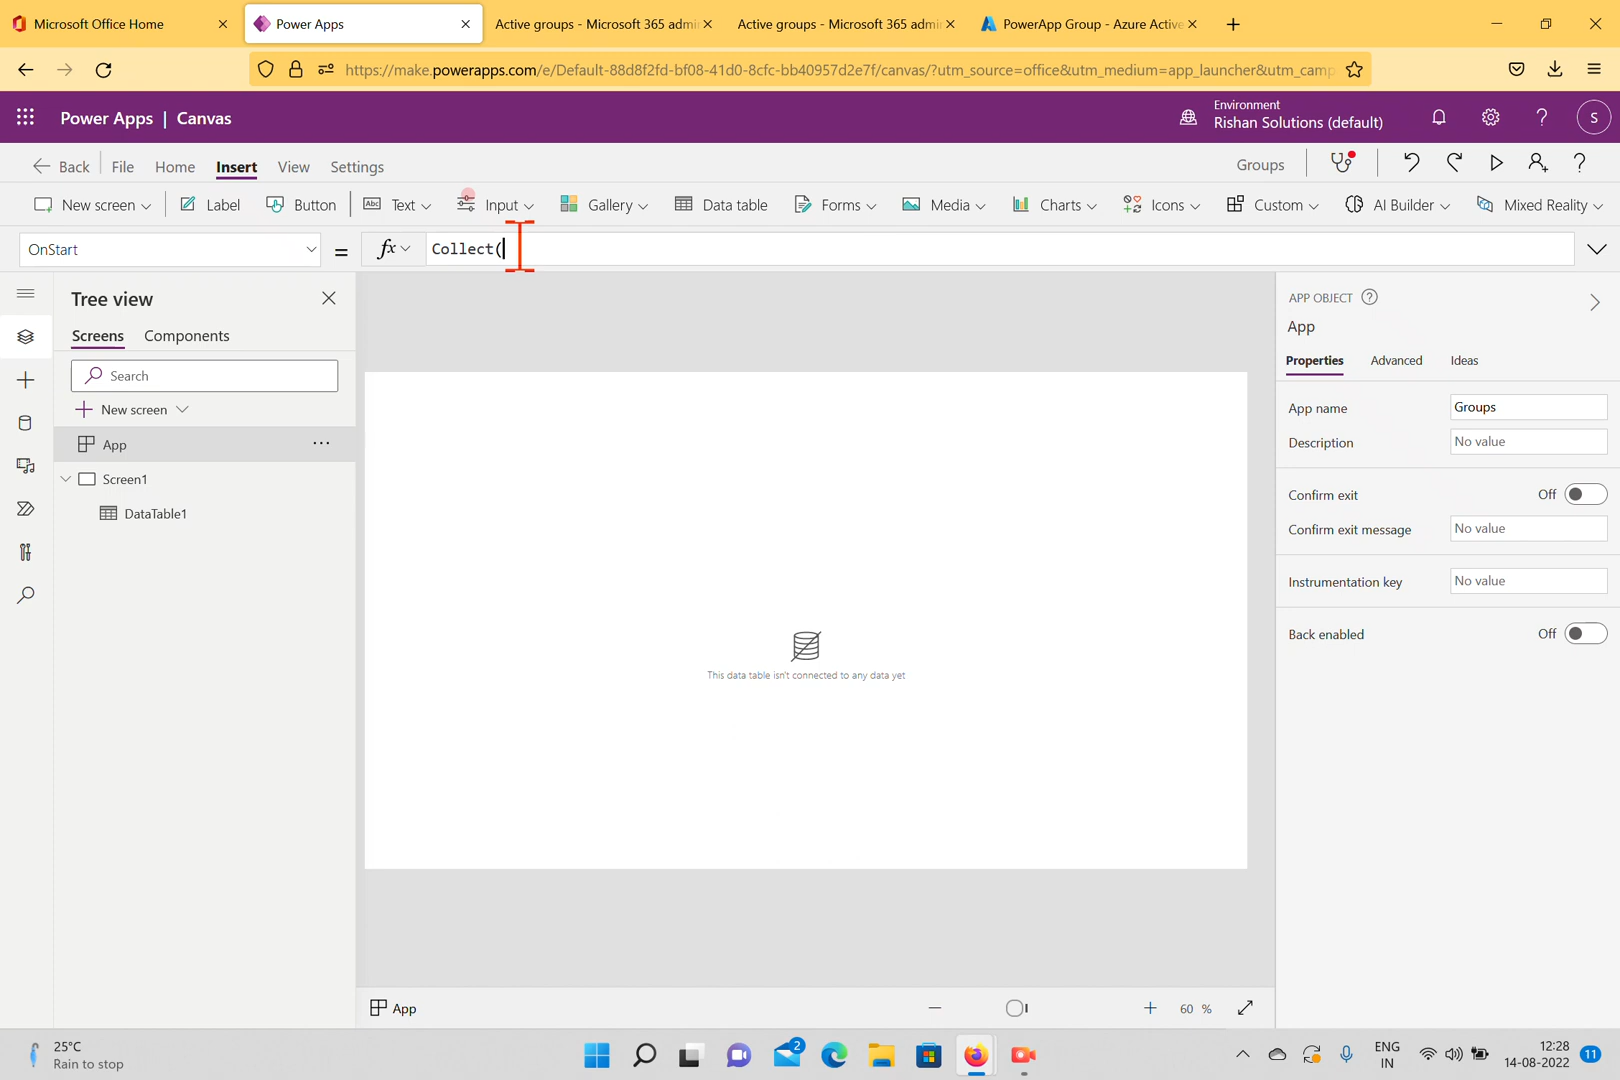 Microsoft Office Home
Power Apps
Active groups - Microsoft 365 admi
Active groups - Microsoft 365 admi
PowerApp Group - Azure Active
https://make.powerapps.com/e/Default-88d8f2fd-bf08-41d0-8cfc-bb40957d2e7f/canvas/?utm_source=office&utm_medium=app_launcher&utm_camp
Power Apps | Canvas
Environment
Rishan Solutions (default)
S
Back
File
Home
Insert
View
Settings
Groups
New screen
Label
Button
Abc Text
Input
Gallery
Data table
Forms
Media
Charts
Icons
Custom
AI Builder
Mixed Reality
OnStart
=
fx
Collect(
Tree view
Screens
Components
Search
New screen
App
Screen1
DataTable1
This data table isn't connected to any data yet
APP OBJECT
App
Properties
Advanced
Ideas
App name
Groups
Description
No value
Confirm exit
Off
Confirm exit message
No value
Instrumentation key
No value
Back enabled
Off
App
60 %
25°C
Rain to stop
2
ENG
IN
12:28
14-08-2022
11